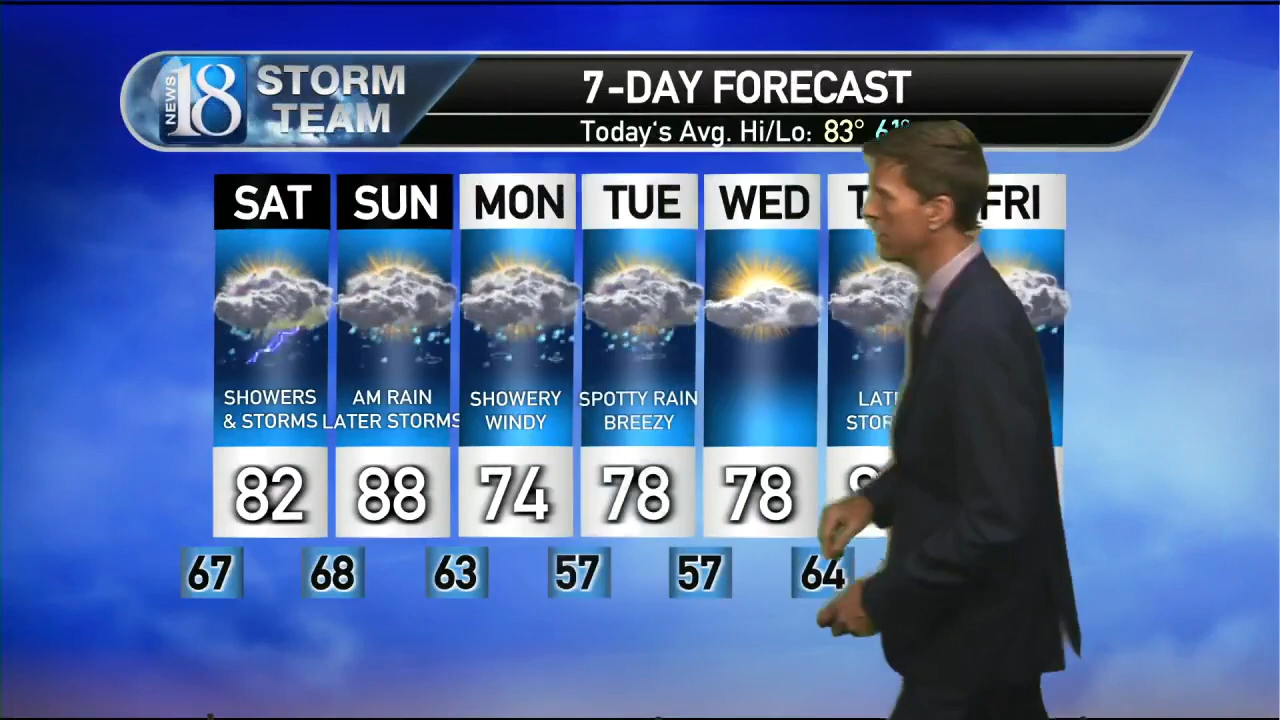 NEWS 18
STORM
TEAM
7-DAY FORECAST
Today's Avg. Hi/Lo: 83° 61°
SAT SUN MON TUE WED FRI
SHOWERS
& STORMS
AM RAIN
LATER STORMS
SHOWERY
WINDY
SPOTTY RAIN
BREEZY
82 88 74 78 78
67 68 63 57 57 64